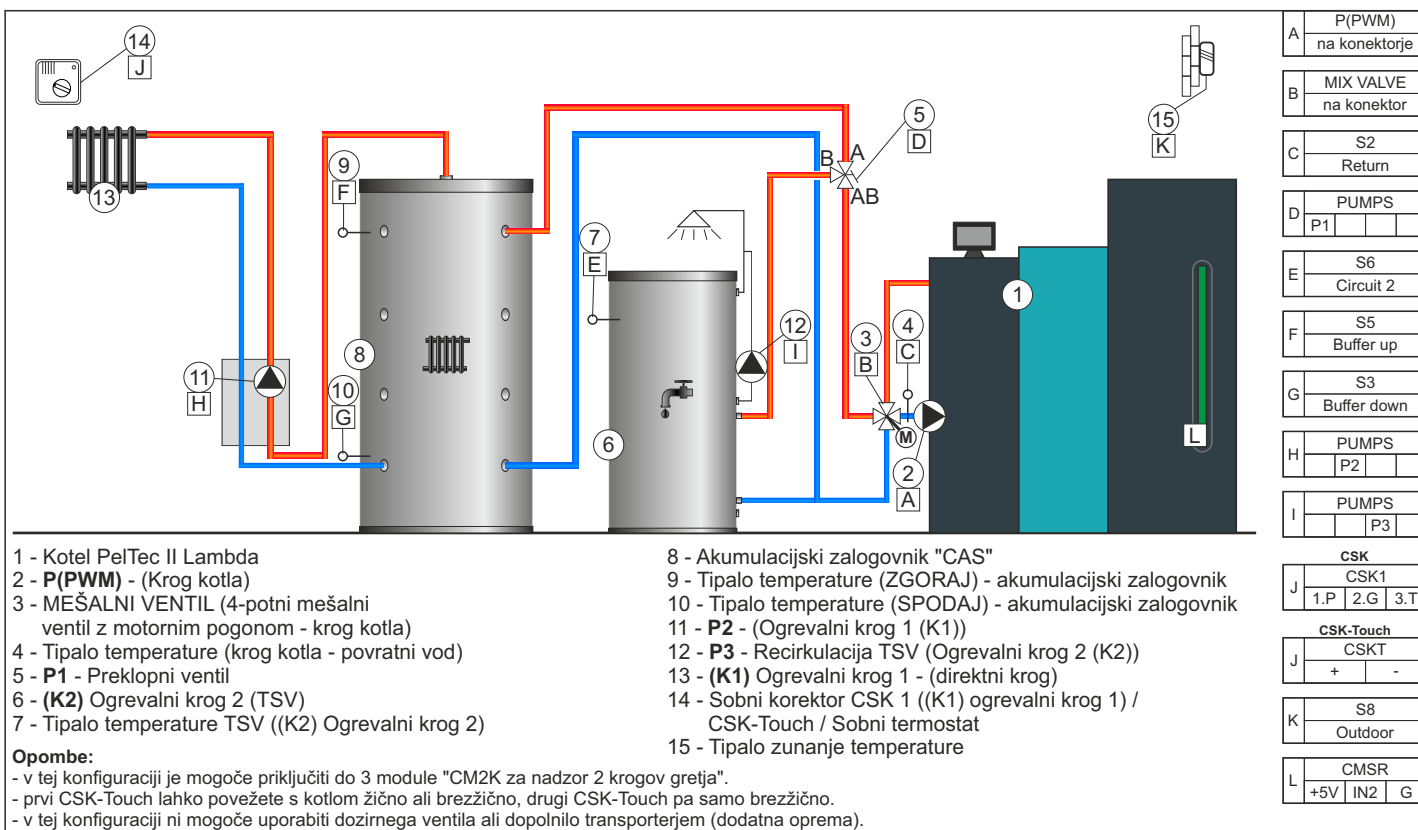 14
J
13
9
F
7
E
5
D
B
A
AB
15
K
1
8
12
I
3
B
4
C
11
H
10
G
6
M
2
A
L
1 - Kotel PelTec II Lambda
2 - P(PWM) - (Krog kotla)
3 - MEŠALNI VENTIL (4-potni mešalni
ventil z motornim pogonom - krog kotla)
4 - Tipalo temperature (krog kotla - povratni vod)
5 - P1 - Preklopni ventil
6 - (K2) Ogrevalni krog 2 (TSV)
7 - Tipalo temperature TSV ((K2) Ogrevalni krog 2)
8 - Akumulacijski zalogovnik "CAS"
9 - Tipalo temperature (ZGORAJ) - akumulacijski zalogovnik
10 - Tipalo temperature (SPODAJ) - akumulacijski zalogovnik
11 - P2 - (Ogrevalni krog 1 (K1))
12 - P3 - Recirkulacija TSV (Ogrevalni krog 2 (K2))
13 - (K1) Ogrevalni krog 1 - (direktni krog)
14 - Sobni korektor CSK 1 ((K1) ogrevalni krog 1) /
CSK-Touch / Sobni termostat
15 - Tipalo zunanje temperature
Opombe:
- v tej konfiguraciji je mogoče priključiti do 3 module "CM2K za nadzor 2 krogov gretja".
- prvi CSK-Touch lahko povežete s kotlom žično ali brezžično, drugi CSK-Touch pa samo brezžično.
- v tej konfiguraciji ni mogoče uporabiti dozirnega ventila ali dopolnilo transporterjem (dodatna oprema).
A P(PWM)
na konektorje
B MIX VALVE
na konektor
C S2
Return
D PUMPS
P1
E S6
Circuit 2
F S5
Buffer up
G S3
Buffer down
H PUMPS
P2
I PUMPS
P3
CSK
J CSK1
1.P 2.G 3.T
CSK-Touch
J CSKT
+ -
K S8
Outdoor
L CMSR
+5V IN2 G